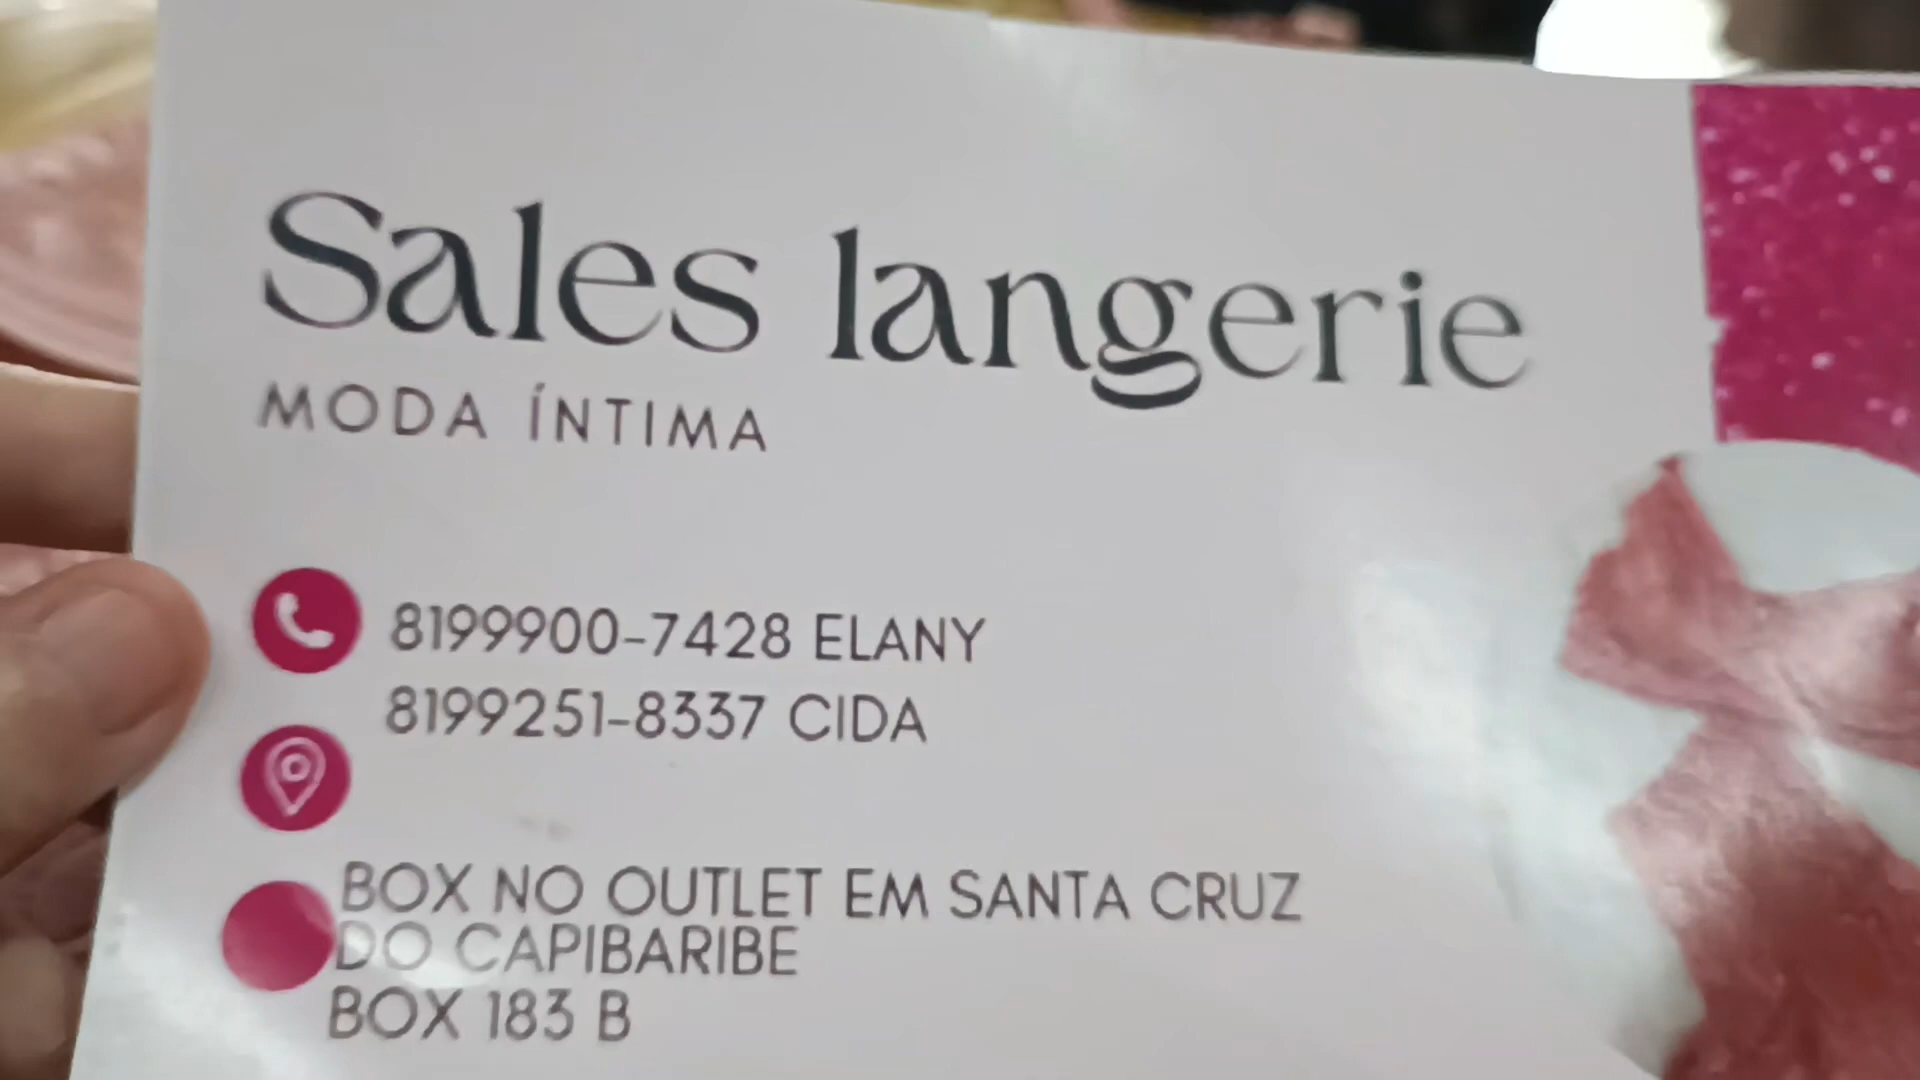 Sales langerie
MODA ÍNTIMA
8199900-7428 ELANY
8199251-8337 CIDA
BOX NO OUTLET EM SANTA CRUZ
DO CAPIBARIBE
BOX 183 B